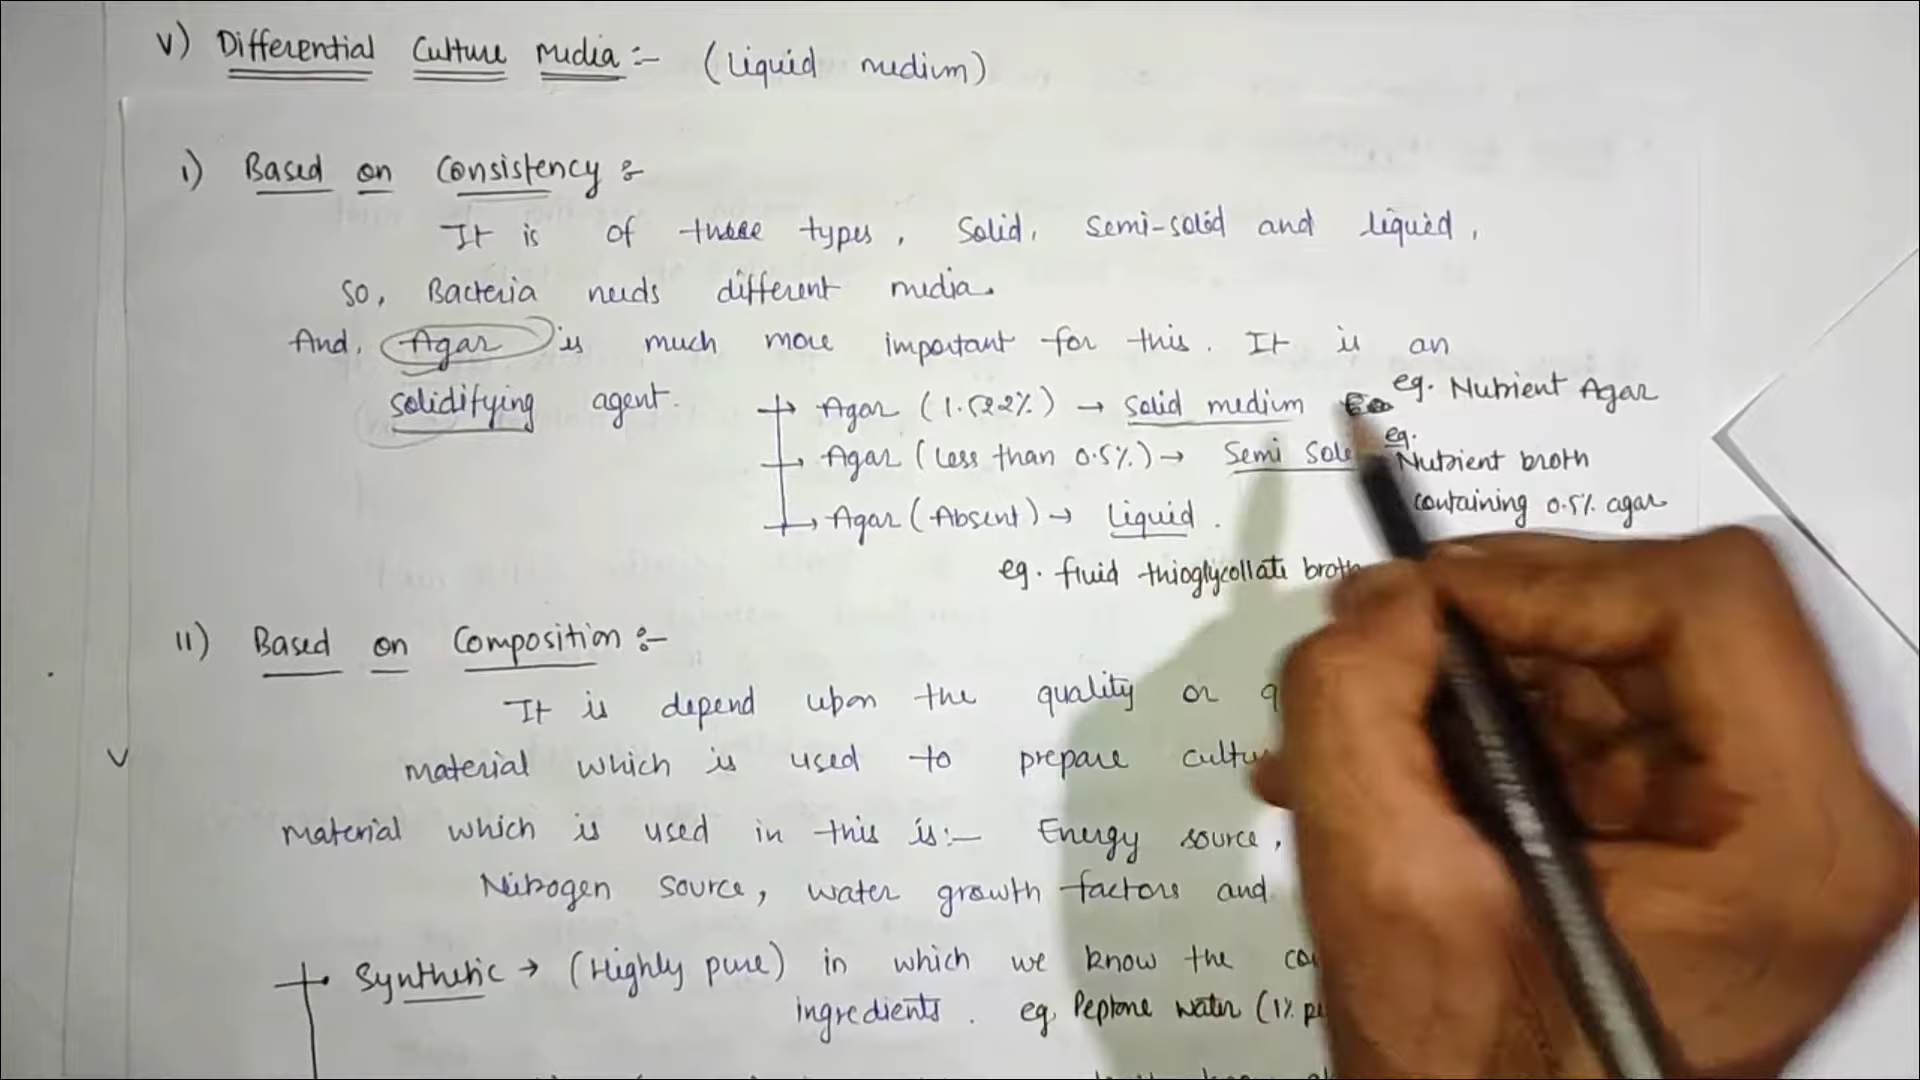 V) Differential Culture Media :- (Liquid medium)
i) Based on Consistency :-
It is of three types, Solid, Semi-solid and liquid,
So, Bacteria needs different media.
And, Agar is much more important for this. It is an
solidifying agent.
Agar ( ) → Solid medium eg. Nutrient Agar
Agar (Less than 0.5%) → Semi eg. Nutrient broth
containing 0.5% agar
Agar (Absent) → Liquid.
eg. fluid thioglycollate broth
II) Based on Composition :-
It is depend upon the quality or
material which is used to prepare
material which is used in this is :- Energy source,
Nitrogen source, water growth factors and
Synthetic → (Highly pure) in which we know the
ingredients. eg. Peptone water (1%